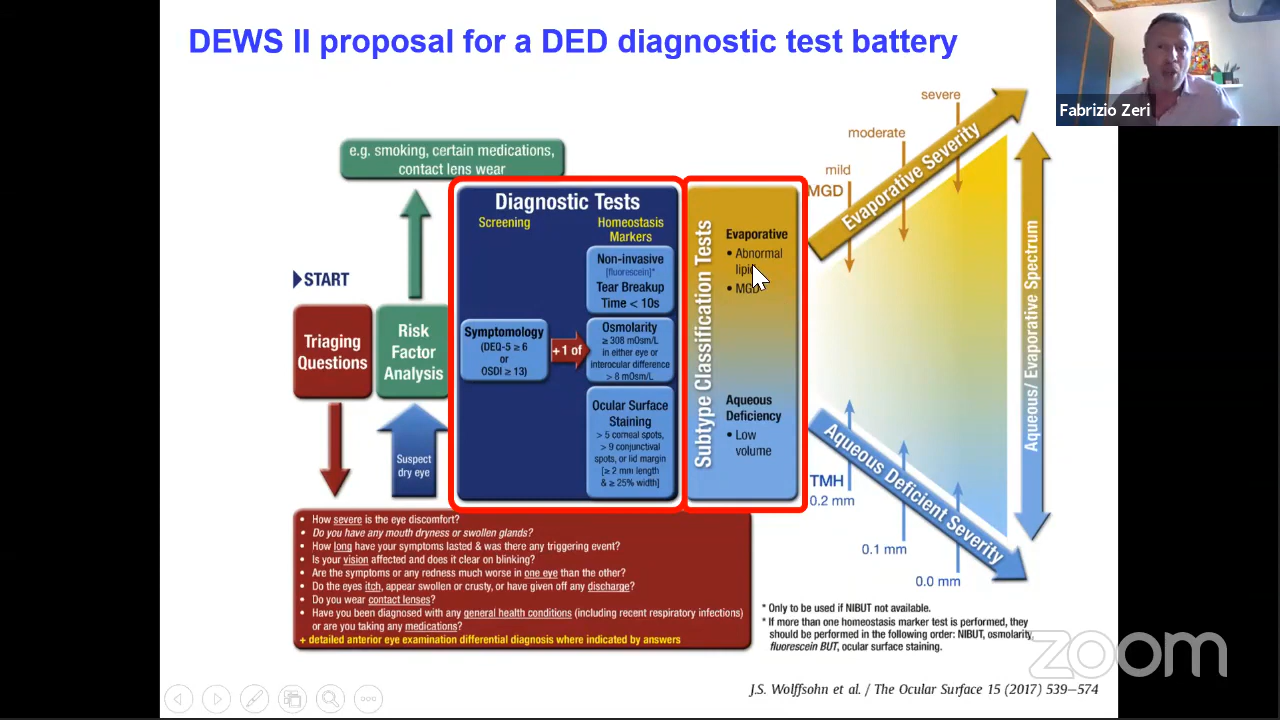 DEWS II proposal for a DED diagnostic test battery
Fabrizio Zeri
e.g. smoking, certain medications,
contact lens wear
START
Triaging
Questions
Risk
Factor
Analysis
Suspect
dry eye
Diagnostic Tests
Screening
Homeostasis
Markers
Non-invasive
[fluorescein]*
Tear Breakup
Time < 10s
Symptomology
(DEQ-5 ≥ 6
or
OSDI ≥ 13)
+1 of
Osmolarity
≥ 308 mOsm/L
in either eye or
interocular difference
> 8 mOsm/L
Ocular Surface
Staining
> 5 corneal spots,
> 9 conjunctival
spots, or lid margin
[≥ 2 mm length
& ≥ 25% width]
Subtype Classification Tests
Evaporative
• Abnormal
• MGD
Aqueous
Deficiency
• Low
volume
severe
moderate
mild
MGD
Evaporative Severity
Aqueous/ Evaporative Spectrum
Aqueous Deficient Severity
TMH
0.2 mm
0.1 mm
0.0 mm
• How severe is the eye discomfort?
• Do you have any mouth dryness or swollen glands?
• How long have your symptoms lasted & was there any triggering event?
• Is your vision affected and does it clear on blinking?
• Are the symptoms or any redness much worse in one eye than the other?
• Do the eyes itch, appear swollen or crusty, or have given off any discharge?
• Do you wear contact lenses?
• Have you been diagnosed with any general health conditions (including recent respiratory infections)
or are you taking any medications?
+ detailed anterior eye examination differential diagnosis where indicated by answers
* Only to be used if NIBUT not available.
* If more than one homeostasis marker test is performed, they
should be performed in the following order: NIBUT, osmolarity,
fluorescein BUT, ocular surface staining.
zoom
J.S. Wolffsohn et al. / The Ocular Surface 15 (2017) 539–574